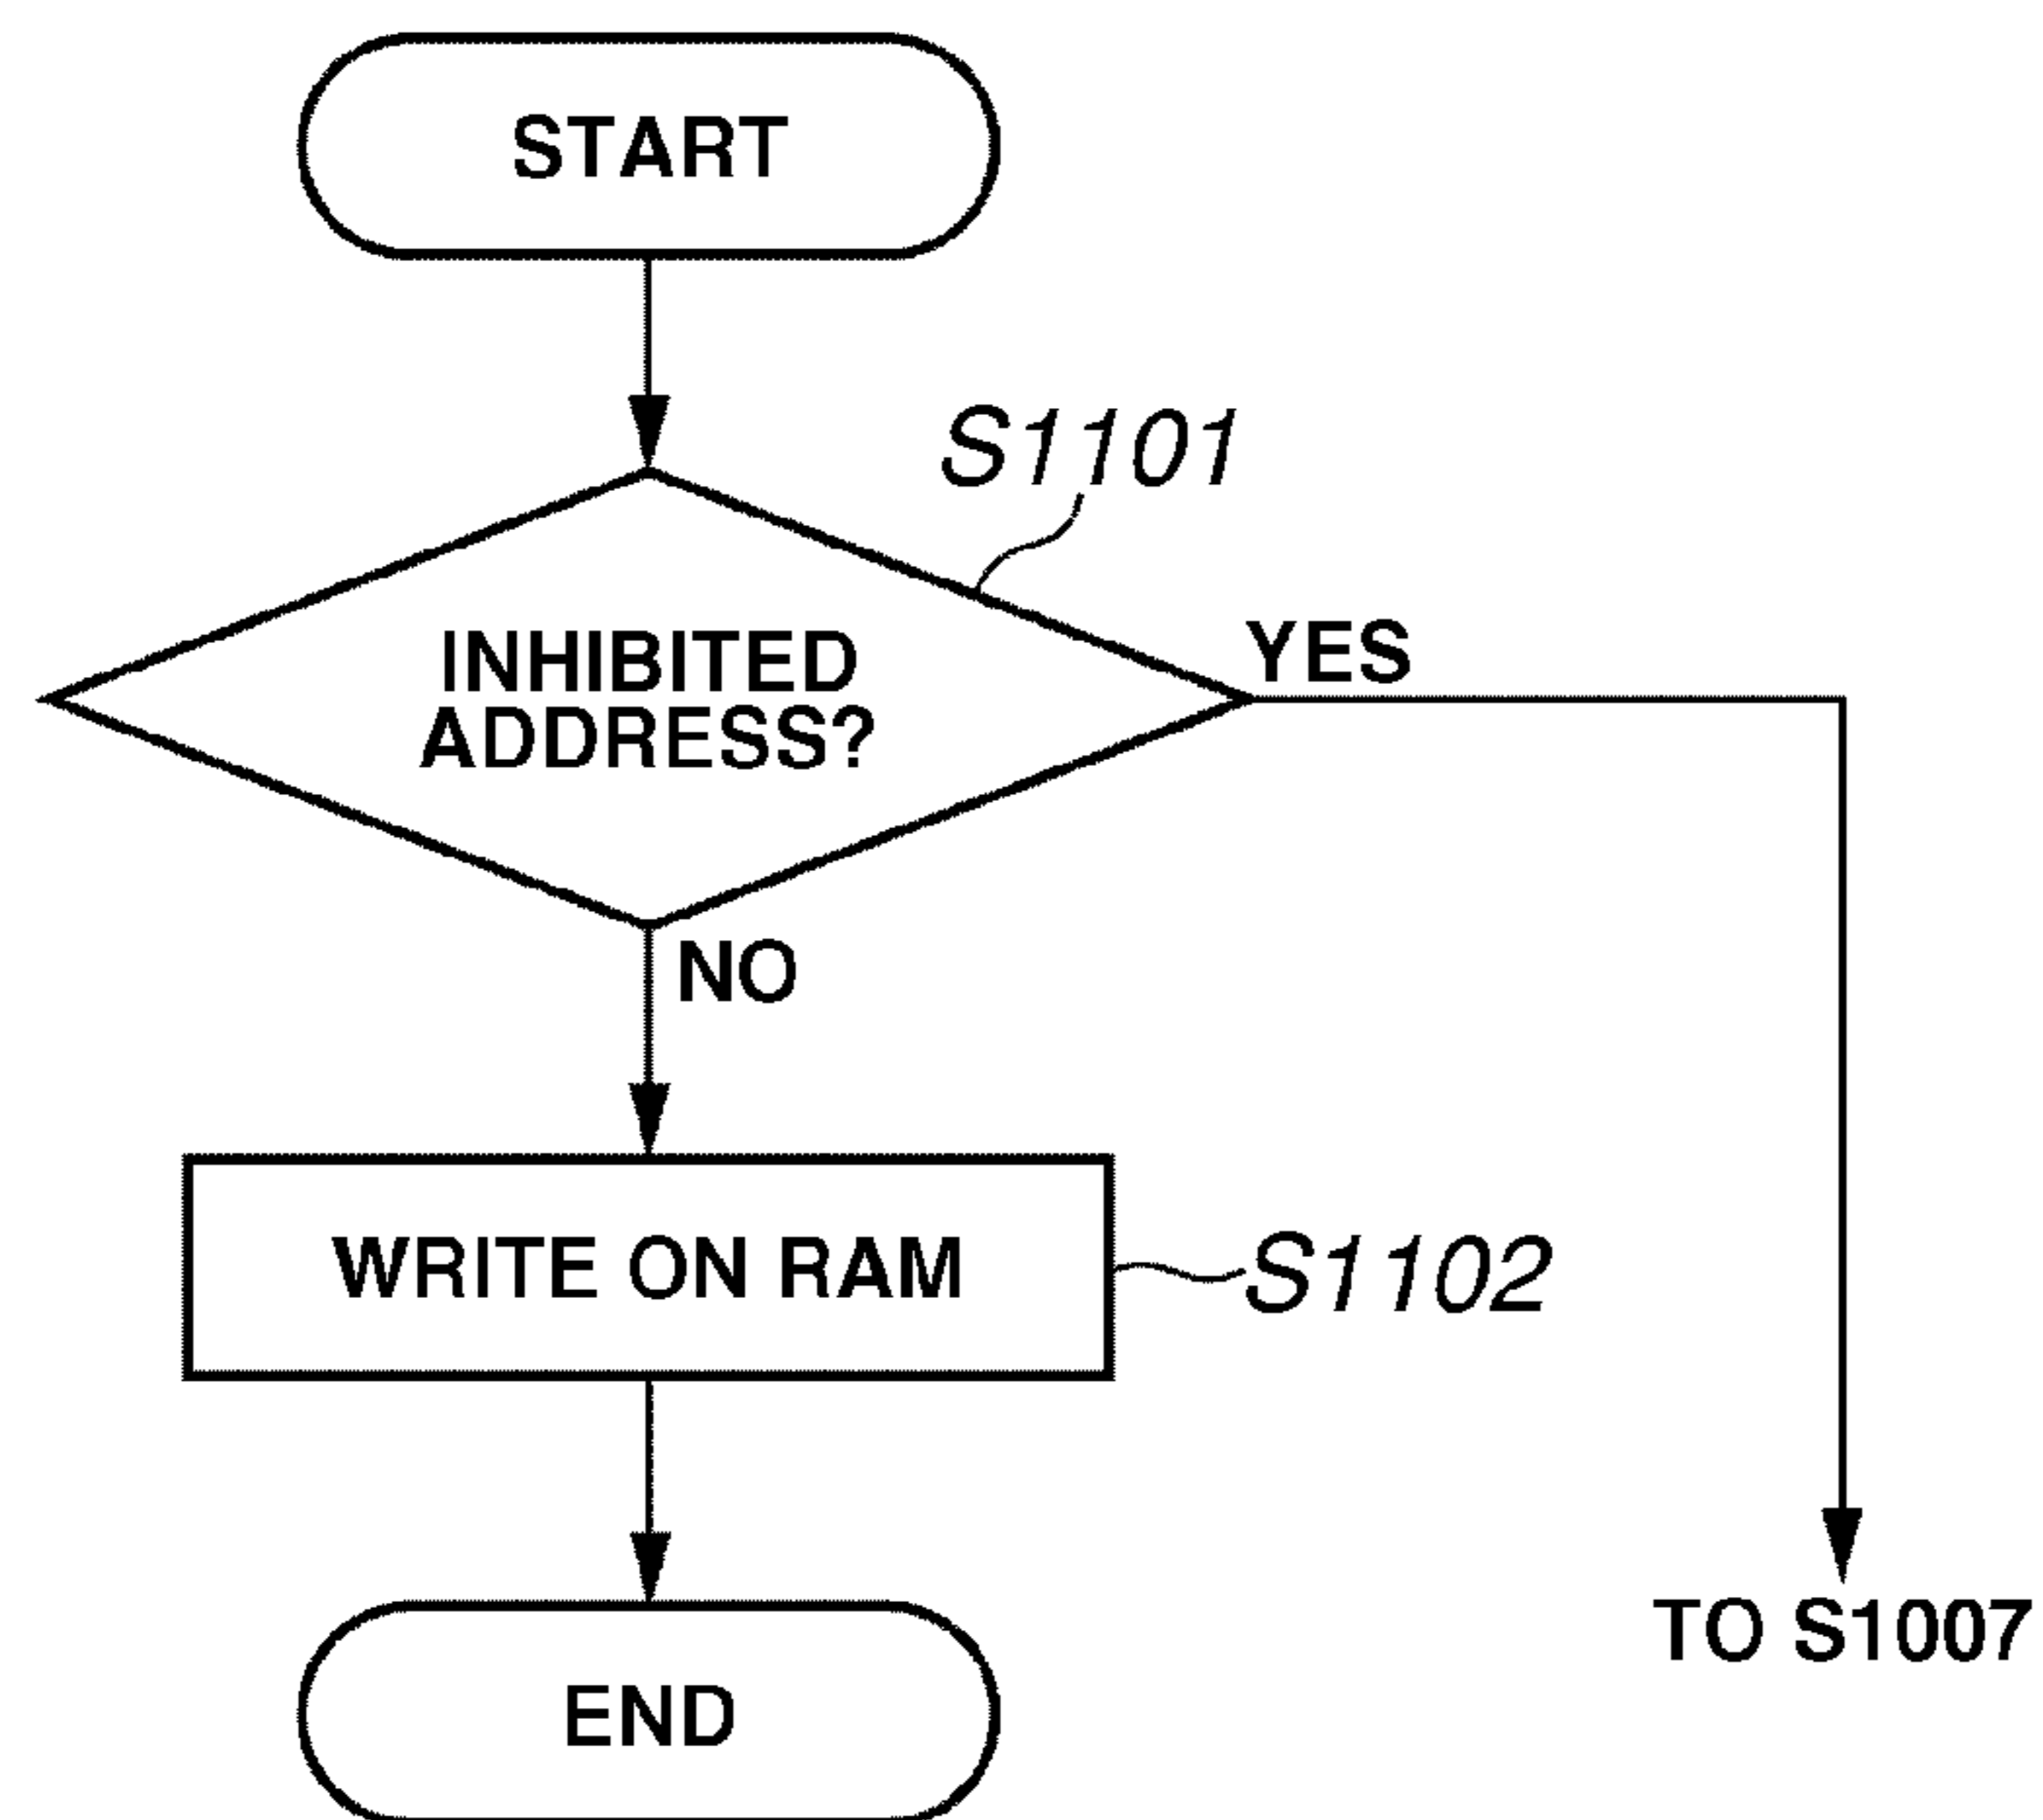 START
S1101
INHIBITED
ADDRESS?
YES
NO
WRITE ON RAM
S1102
TO S1007
END